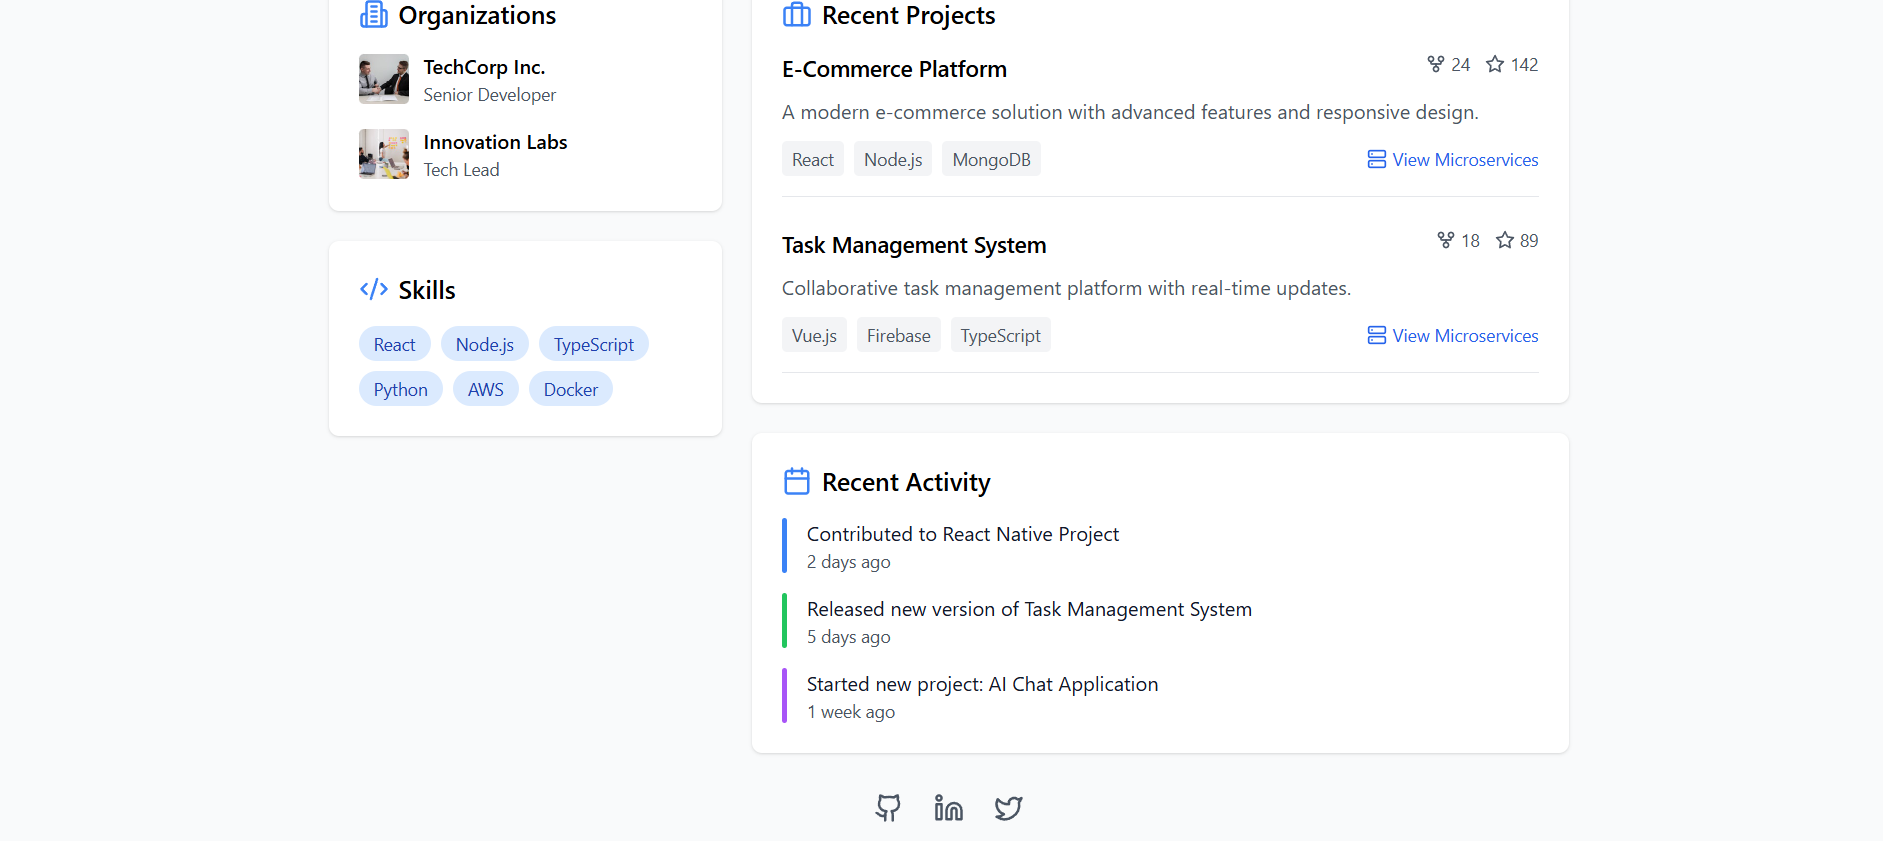 Organizations
TechCorp Inc.
Senior Developer
Innovation Labs
Tech Lead
Skills
React Node.js TypeScript
Python AWS Docker
Recent Projects
E-Commerce Platform 24 142
A modern e-commerce solution with advanced features and responsive design.
React Node.js MongoDB View Microservices
Task Management System 18 89
Collaborative task management platform with real-time updates.
Vue.js Firebase TypeScript View Microservices
Recent Activity
Contributed to React Native Project
2 days ago
Released new version of Task Management System
5 days ago
Started new project: AI Chat Application
1 week ago